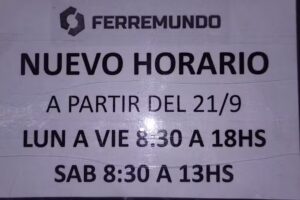 FERREMUNDO
NUEVO HORARIO
A PARTIR DEL 21/9
LUN A VIE 8:30 A 18HS
SAB 8:30 A 13HS